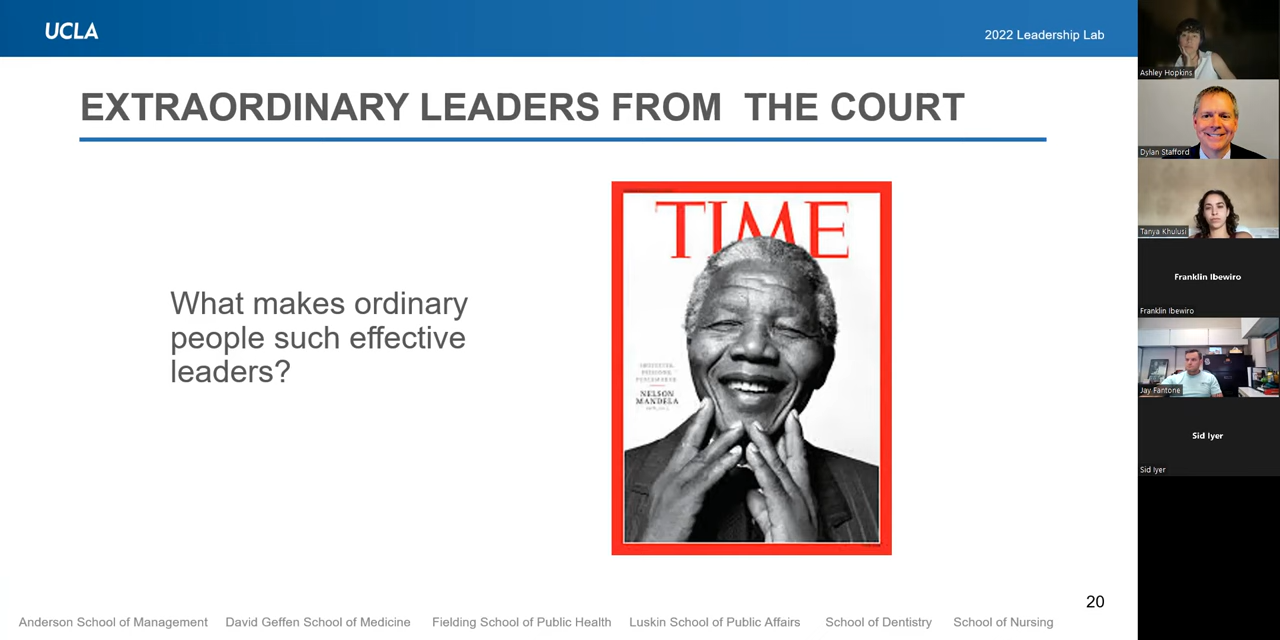 UCLA
2022 Leadership Lab
EXTRAORDINARY LEADERS FROM THE COURT
What makes ordinary
people such effective
leaders?
TIME
NELSON
MANDELA
20
Anderson School of Management David Geffen School of Medicine Fielding School of Public Health Luskin School of Public Affairs School of Dentistry School of Nursing
Ashley Hopkins
Dylan Stafford
Tanya Khulusi
Franklin Ibewiro
Franklin Ibewiro
Jay Fantone
Sid Iyer
Sid Iyer